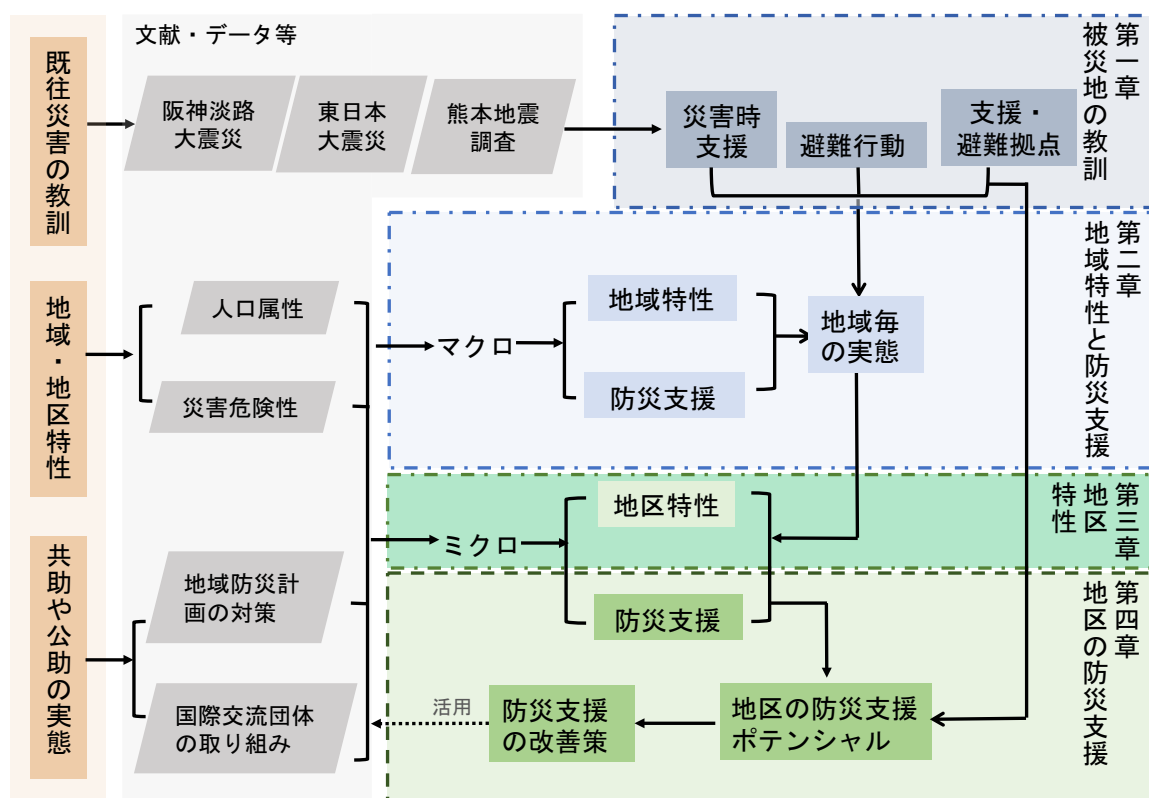 既往災害の教訓
文献・データ等
阪神淡路
大震災
東日本
大震災
熊本地震
調査
災害時
支援
避難行動
支援・
避難拠点
第一章
被災地の教訓
地域・地区特性
人口属性
災害危険性
マクロ
地域特性
防災支援
地域毎
の実態
第二章
地域特性と防災支援
ミクロ
地区特性
第三章
地区
特性
共助や公助の実態
地域防災計
画の対策
国際交流団体
の取り組み
防災支援
活用
防災支援
の改善策
地区の防災支援
ポテンシャル
第四章
地区の防災支援